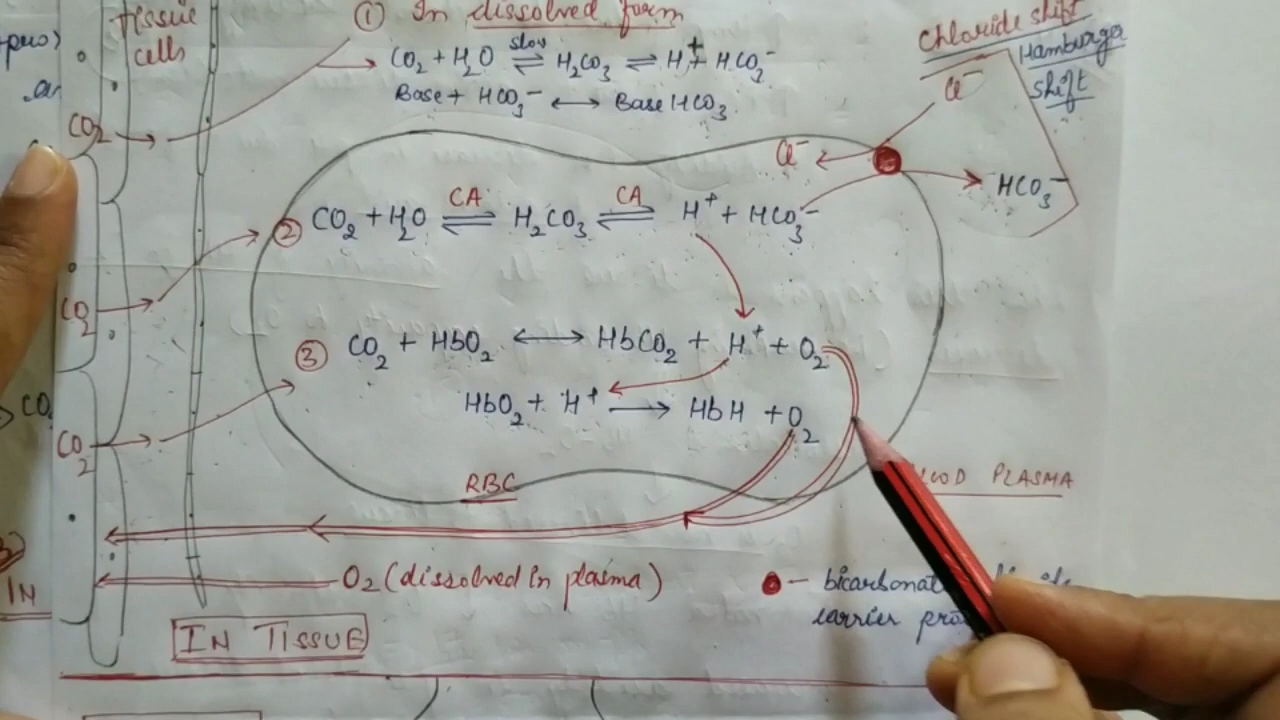 ① In dissolved form
tissue
cells
CO₂ + H₂O slow ⇌ H₂CO₃ ⇌ H⁺ + HCO₃⁻
Base + HCO₃⁻ ⟷ Base HCO₃
Chloride shift
Hamburger
shift
Cl⁻
HCO₃⁻
CO₂
Cl⁻
② CO₂ + H₂O CA ⇌ H₂CO₃ CA ⇌ H⁺ + HCO₃⁻
CO₂
③ CO₂ + HbO₂ ⟷ HbCO₂ + H⁺ + O₂
HbO₂ + H⁺ → HbH + O₂
CO₂
RBC
PLASMA
O₂ (dissolved in plasma)
carrier
IN TISSUE
CO
IN